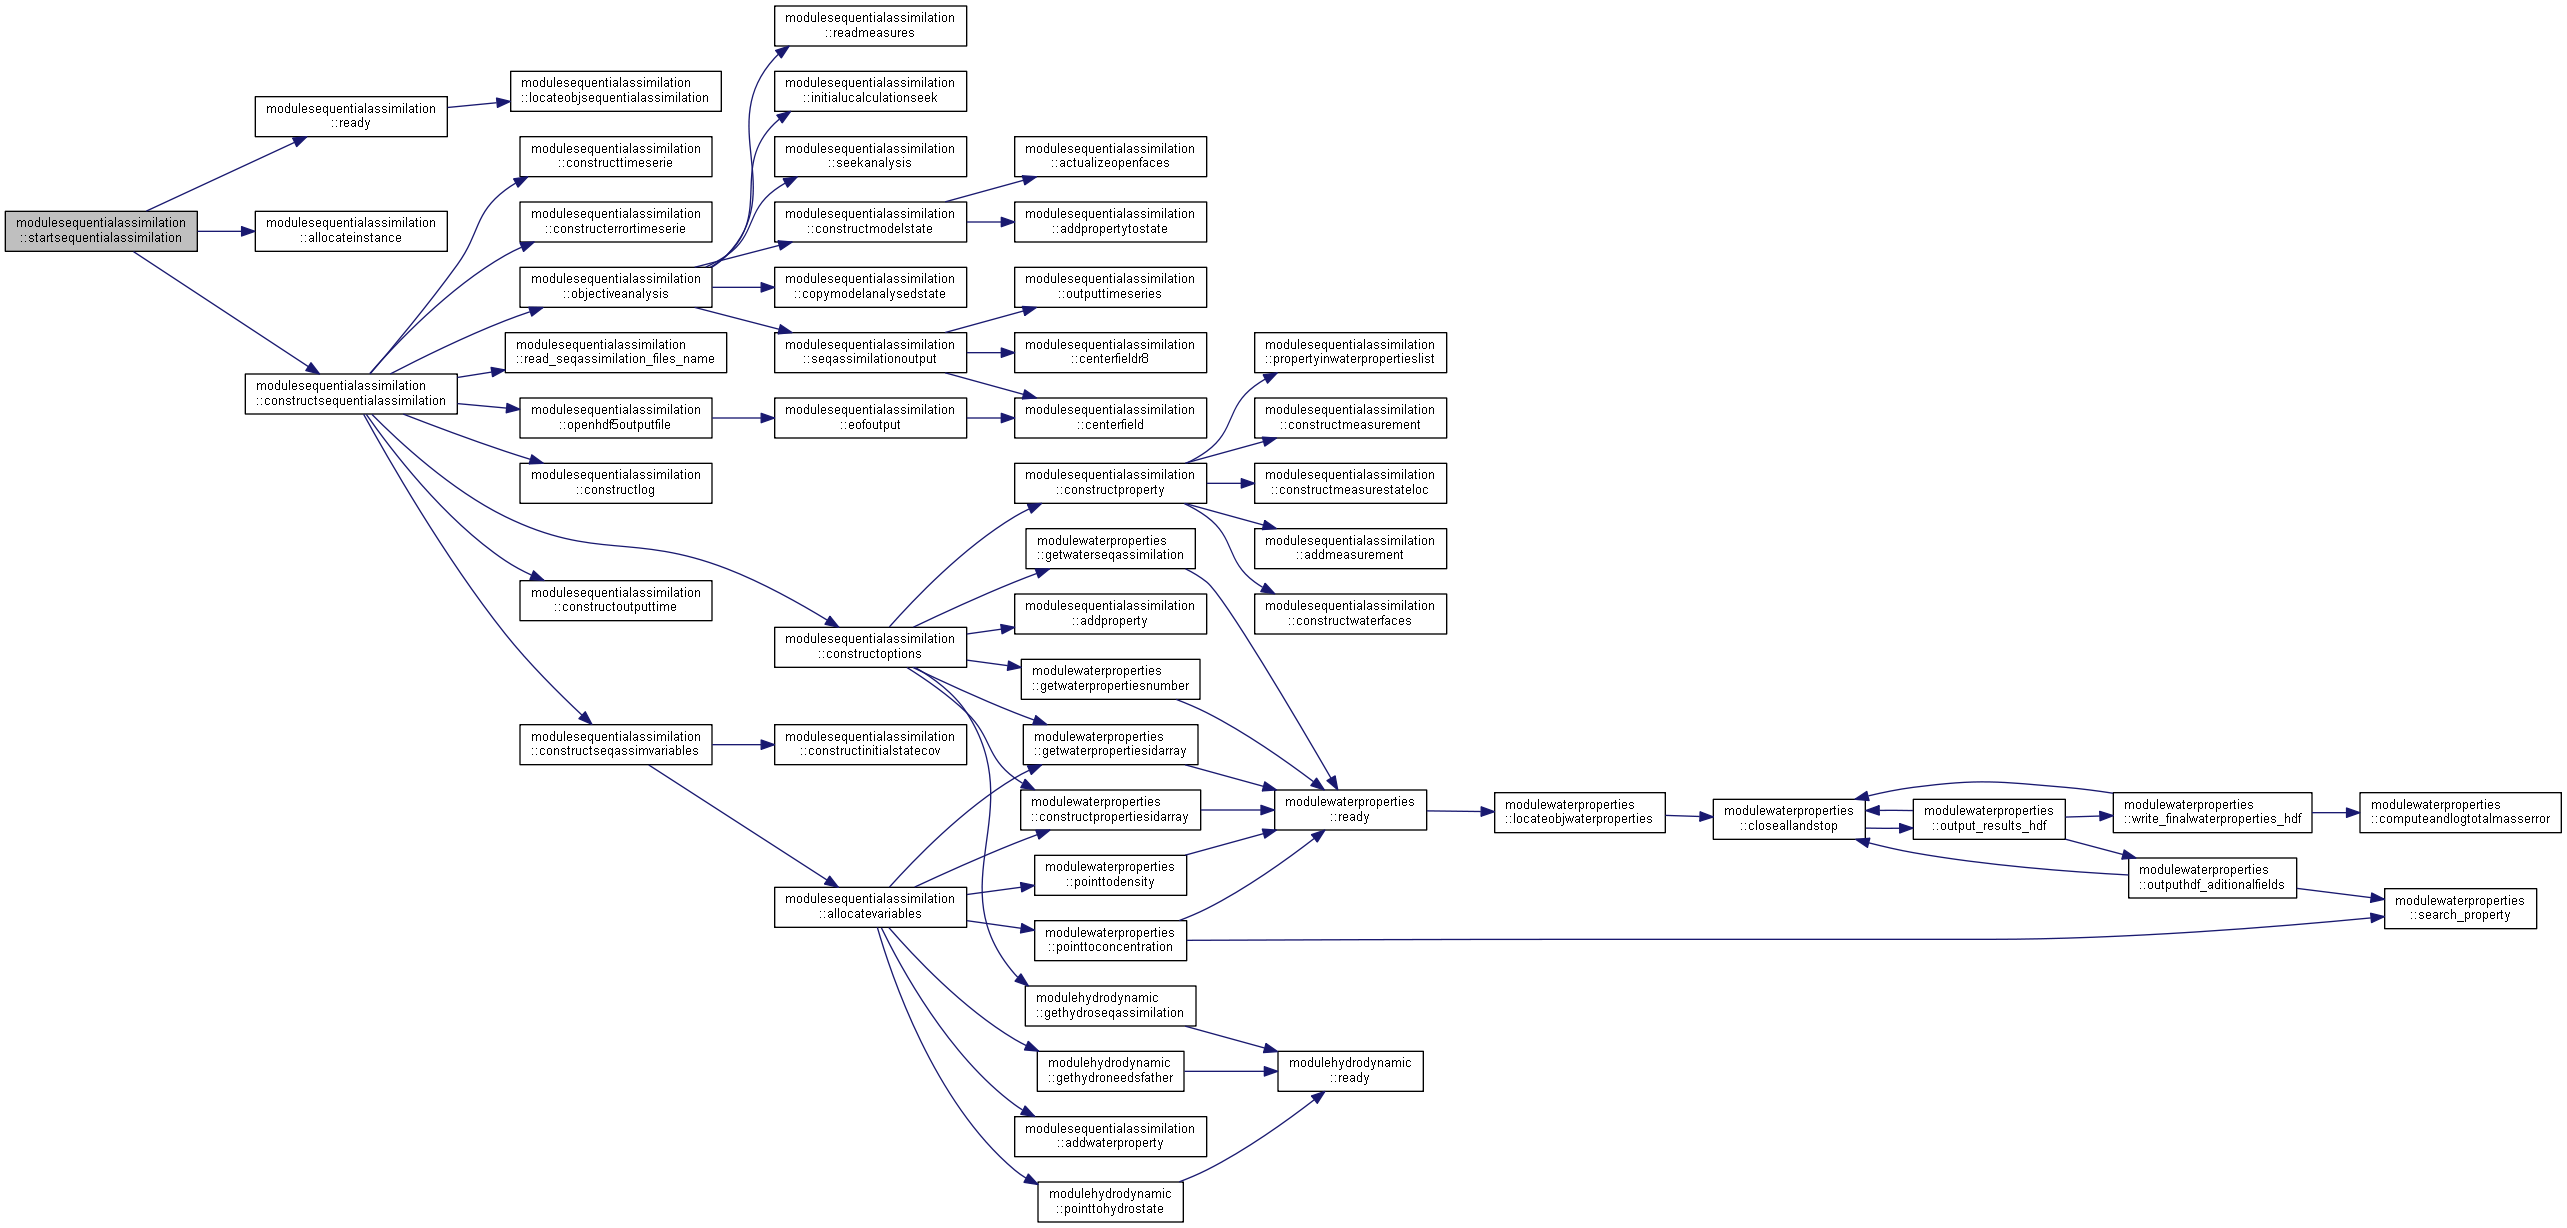 modulesequentialassimilation
::startsequentialassimilation
modulesequentialassimilation
::ready
modulesequentialassimilation
::allocateinstance
modulesequentialassimilation
::constructsequentialassimilation
modulesequentialassimilation
::locateobjsequentialassimilation
modulesequentialassimilation
::constructtimeserie
modulesequentialassimilation
::constructerrortimeserie
modulesequentialassimilation
::objectiveanalysis
modulesequentialassimilation
::read_seqassimilation_files_name
modulesequentialassimilation
::openhdf5outputfile
modulesequentialassimilation
::constructlog
modulesequentialassimilation
::constructoutputtime
modulesequentialassimilation
::constructseqassimvariables
modulesequentialassimilation
::readmeasures
modulesequentialassimilation
::initialucalculationseek
modulesequentialassimilation
::seekanalysis
modulesequentialassimilation
::constructmodelstate
modulesequentialassimilation
::copymodelanalysedstate
modulesequentialassimilation
::seqassimilationoutput
modulesequentialassimilation
::eofoutput
modulesequentialassimilation
::constructoptions
modulesequentialassimilation
::constructinitialstatecov
modulesequentialassimilation
::allocatevariables
modulesequentialassimilation
::actualizeopenfaces
modulesequentialassimilation
::addpropertytostate
modulesequentialassimilation
::outputtimeseries
modulesequentialassimilation
::centerfieldr8
modulesequentialassimilation
::centerfield
modulesequentialassimilation
::constructproperty
modulewaterproperties
::getwaterseqassimilation
modulesequentialassimilation
::addproperty
modulewaterproperties
::getwaterpropertiesnumber
modulewaterproperties
::getwaterpropertiesidarray
modulewaterproperties
::constructpropertiesidarray
modulewaterproperties
::pointtodensity
modulewaterproperties
::pointtoconcentration
modulehydrodynamic
::gethydroseqassimilation
modulehydrodynamic
::gethydroneedsfather
modulesequentialassimilation
::addwaterproperty
modulehydrodynamic
::pointtohydrostate
modulesequentialassimilation
::propertyinwaterpropertieslist
modulesequentialassimilation
::constructmeasurement
modulesequentialassimilation
::constructmeasurestateloc
modulesequentialassimilation
::addmeasurement
modulesequentialassimilation
::constructwaterfaces
modulewaterproperties
::ready
modulehydrodynamic
::ready
modulewaterproperties
::locateobjwaterproperties
modulewaterproperties
::closeallandstop
modulewaterproperties
::output_results_hdf
modulewaterproperties
::write_finalwaterproperties_hdf
modulewaterproperties
::outputhdf_aditionalfields
modulewaterproperties
::computeandlogtotalmasserror
modulewaterproperties
::search_property